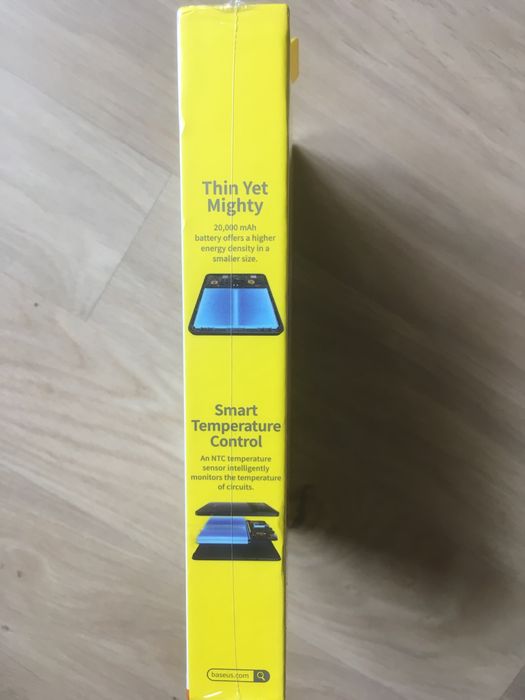 Thin Yet
Mighty
20,000 mAh
battery offers a higher
energy density in a
smaller size.
Smart
Temperature
Control
An NTC temperature
sensor intelligently
monitors the temperature
of circuits.
baseus.com